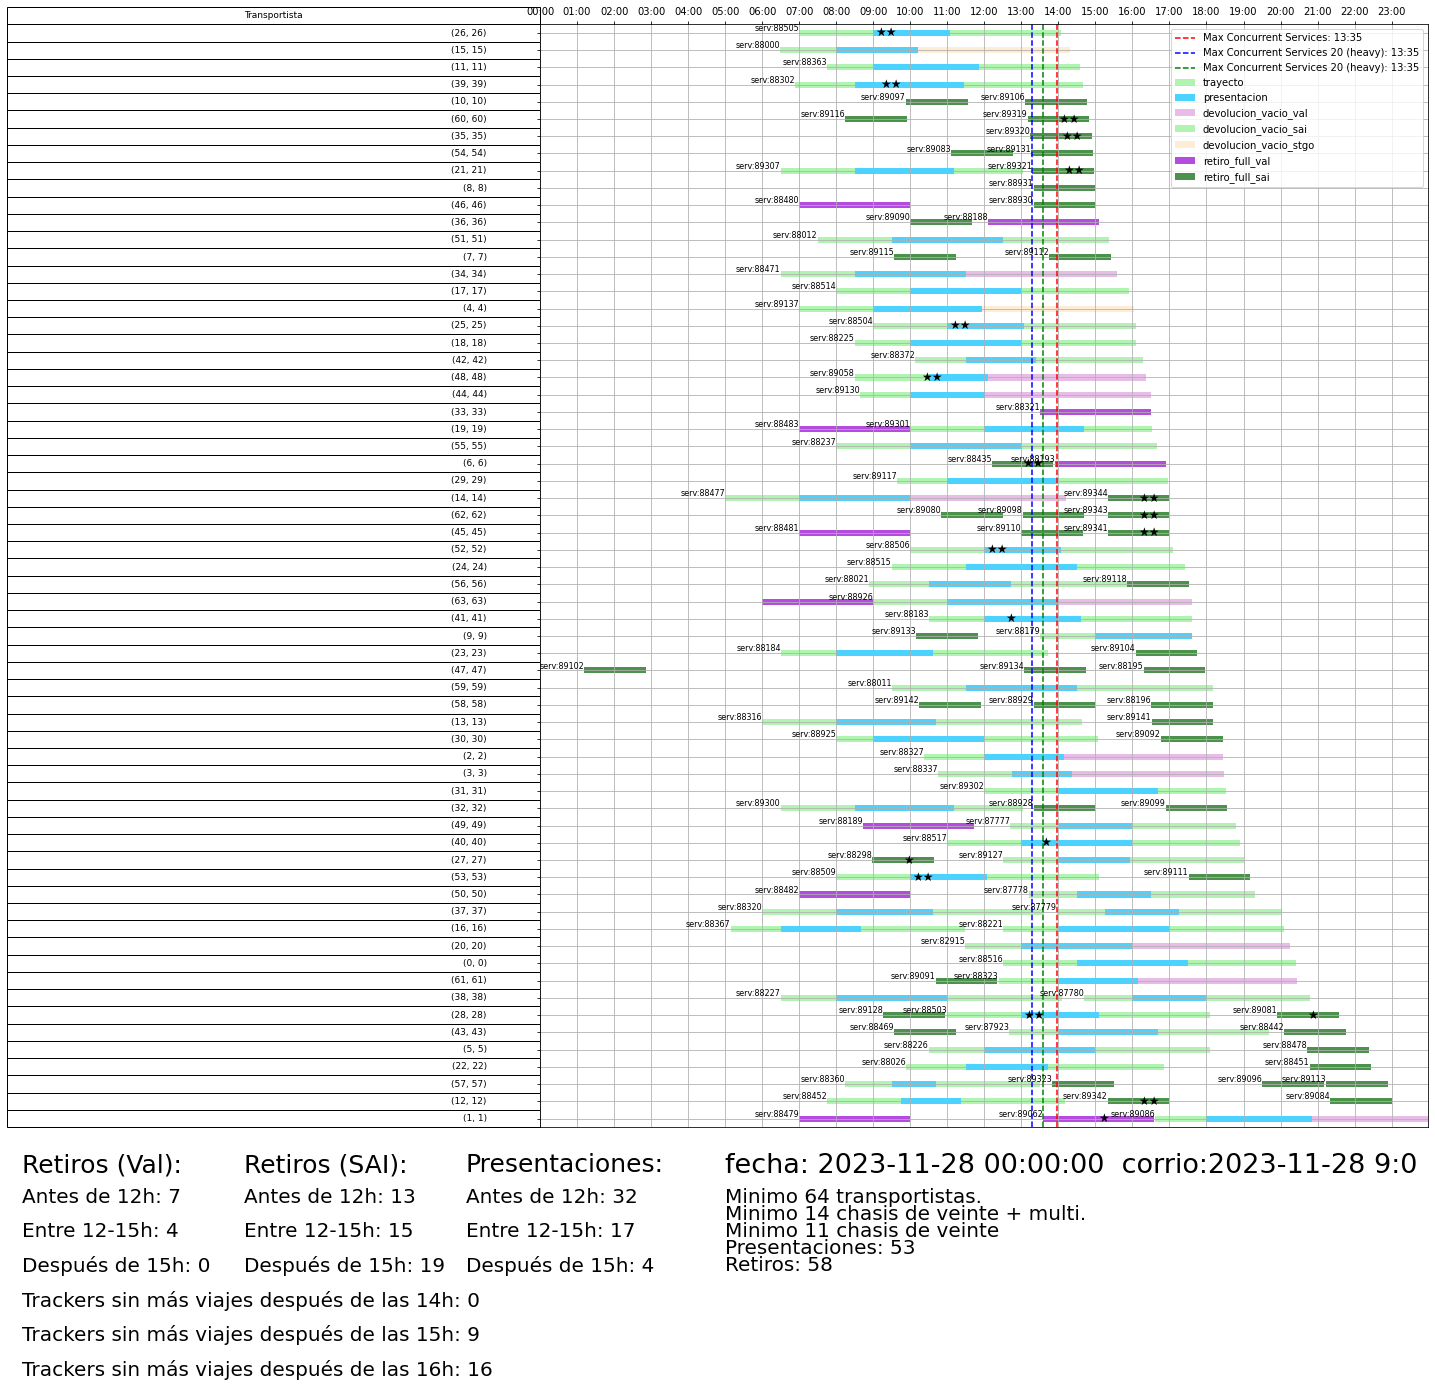 Transportista 00:00 01:00 02:00 03:00 04:00 05:00 06:00 07:00 08:00 09:00 10:00 11:00 12:00 13:00 14:00 15:00 16:00 17:00 18:00 19:00 20:00 21:00 22:00 23:00
Max Concurrent Services: 13:35
Max Concurrent Services 20 (heavy): 13:35
Max Concurrent Services 20 (heavy): 13:35
trayecto
presentacion
devolucion_vacio_val
devolucion_vacio_sai
devolucion_vacio_stgo
retiro_full_val
retiro_full_sai
(26, 26) serv:88505
(15, 15) serv:88000
(11, 11) serv:88363
(39, 39) serv:88302
(10, 10) serv:89097 serv:89106
(60, 60) serv:89116 serv:89319
(35, 35) serv:89320
(54, 54) serv:89083 serv:89131
(21, 21) serv:89307 serv:89321
(8, 8) serv:88931
(46, 46) serv:88480 serv:88930
(36, 36) serv:89090 serv:88188
(51, 51) serv:88012
(7, 7) serv:89115 serv:89112
(34, 34) serv:88471
(17, 17) serv:88514
(4, 4) serv:89137
(25, 25) serv:88504
(18, 18) serv:88225
(42, 42) serv:88372
(48, 48) serv:89058
(44, 44) serv:89130
(33, 33) serv:88321
(19, 19) serv:88483 serv:89301
(55, 55) serv:88237
(6, 6) serv:88435 serv:88193
(29, 29) serv:89117
(14, 14) serv:88477 serv:89344
(62, 62) serv:89080 serv:89098 serv:89343
(45, 45) serv:88481 serv:89110 serv:89341
(52, 52) serv:88506
(24, 24) serv:88515
(56, 56) serv:88021 serv:89118
(63, 63) serv:88926
(41, 41) serv:88183
(9, 9) serv:89133 serv:88179
(23, 23) serv:88184 serv:89104
(47, 47) serv:89102 serv:89134 serv:88195
(59, 59) serv:88011
(58, 58) serv:89142 serv:88929 serv:88196
(13, 13) serv:88316 serv:89141
(30, 30) serv:88925 serv:89092
(2, 2) serv:88327
(3, 3) serv:88337
(31, 31) serv:89302
(32, 32) serv:89300 serv:88928 serv:89099
(49, 49) serv:88189 serv:87777
(40, 40) serv:88517
(27, 27) serv:88298 serv:89127
(53, 53) serv:88509 serv:89111
(50, 50) serv:88482 serv:87778
(37, 37) serv:88320 serv:87779
(16, 16) serv:88367 serv:88221
(20, 20) serv:82915
(0, 0) serv:88516
(61, 61) serv:89091 serv:88323
(38, 38) serv:88227 serv:87780
(28, 28) serv:89128 serv:88503 serv:89081
(43, 43) serv:88469 serv:87923 serv:88442
(5, 5) serv:88226 serv:88478
(22, 22) serv:88026 serv:88451
(57, 57) serv:88360 serv:89323 serv:89096 serv:89113
(12, 12) serv:88452 serv:89342 serv:89084
(1, 1) serv:88479 serv:89062 serv:89086
Retiros (Val): Retiros (SAI): Presentaciones: fecha: 2023-11-28 00:00:00 corrio:2023-11-28 9:0
Antes de 12h: 7 Antes de 12h: 13 Antes de 12h: 32 Minimo 64 transportistas.
Minimo 14 chasis de veinte + multi.
Entre 12-15h: 4 Entre 12-15h: 15 Entre 12-15h: 17 Minimo 11 chasis de veinte
Presentaciones: 53
Después de 15h: 0 Después de 15h: 19 Después de 15h: 4 Retiros: 58
Trackers sin más viajes después de las 14h: 0
Trackers sin más viajes después de las 15h: 9
Trackers sin más viajes después de las 16h: 16